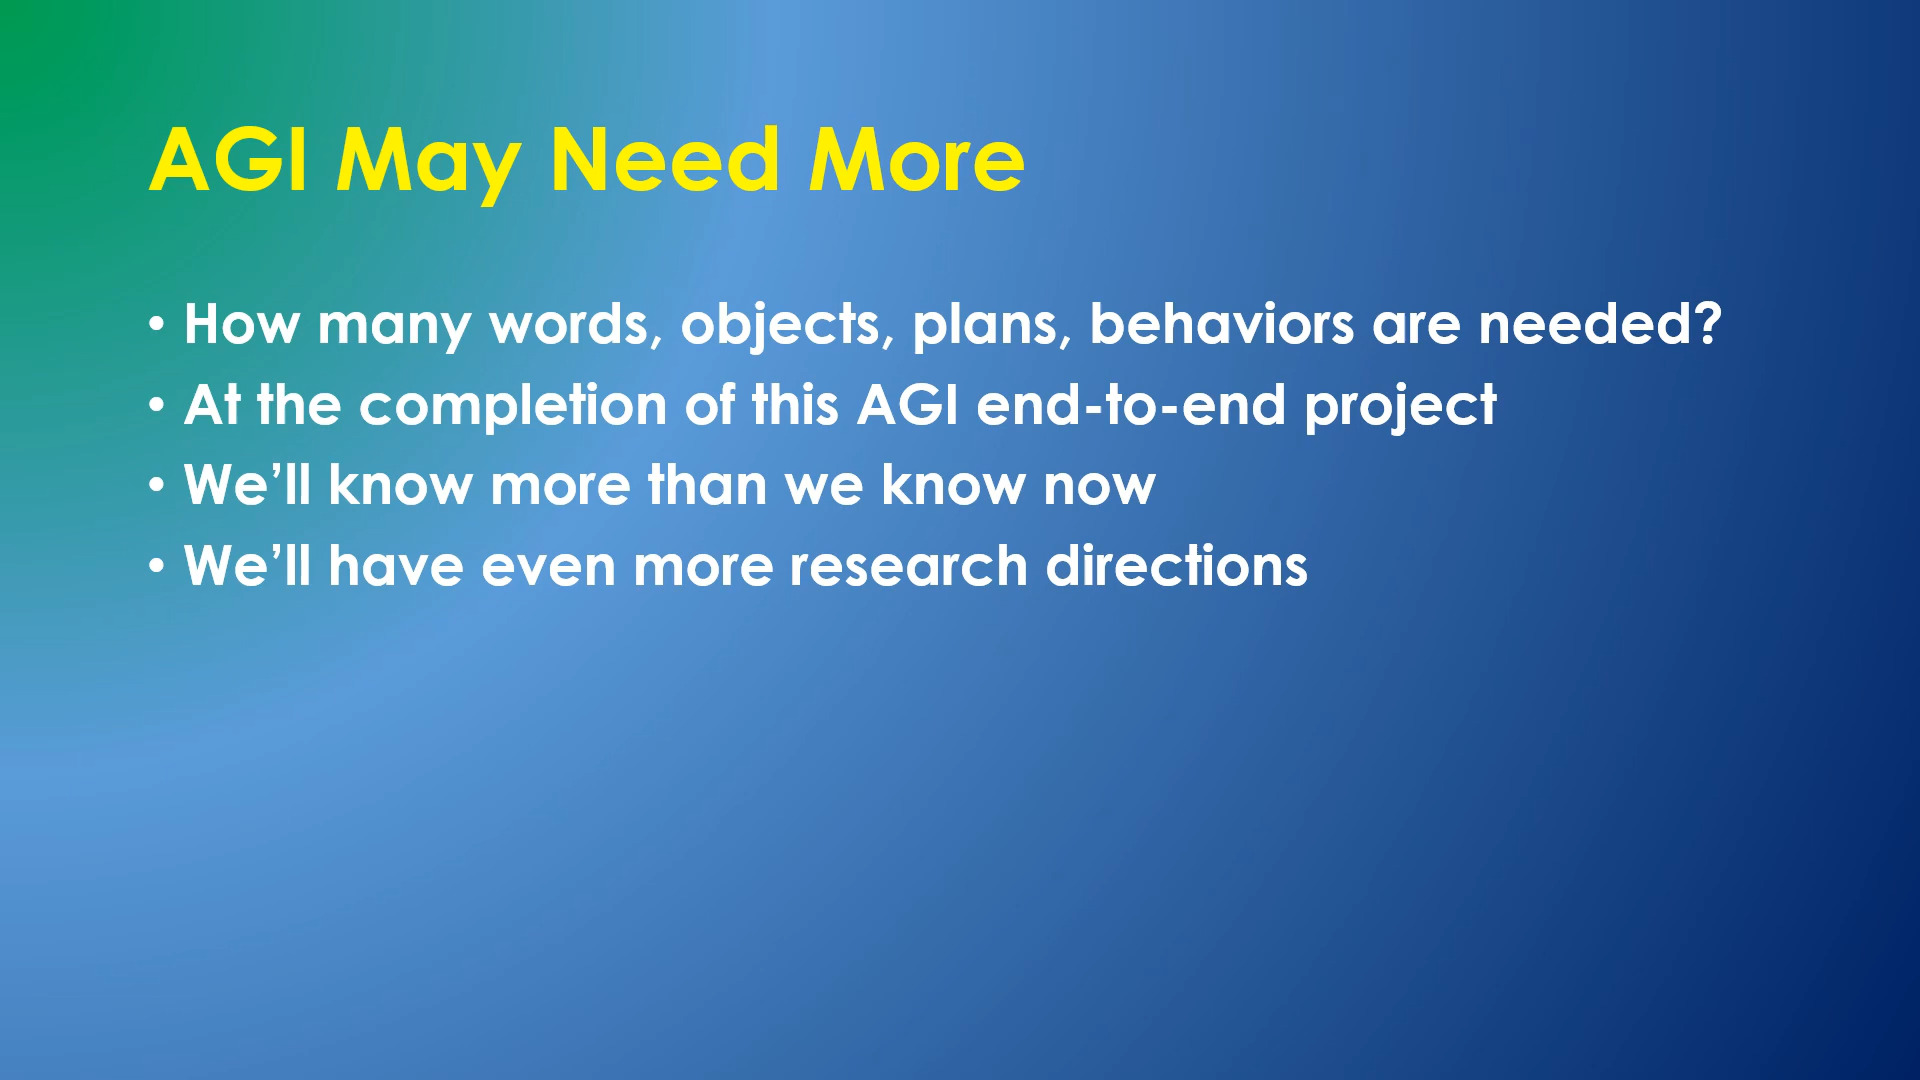 AGI May Need More
• How many words, objects, plans, behaviors are needed?
• At the completion of this AGI end-to-end project
• We’ll know more than we know now
• We’ll have even more research directions